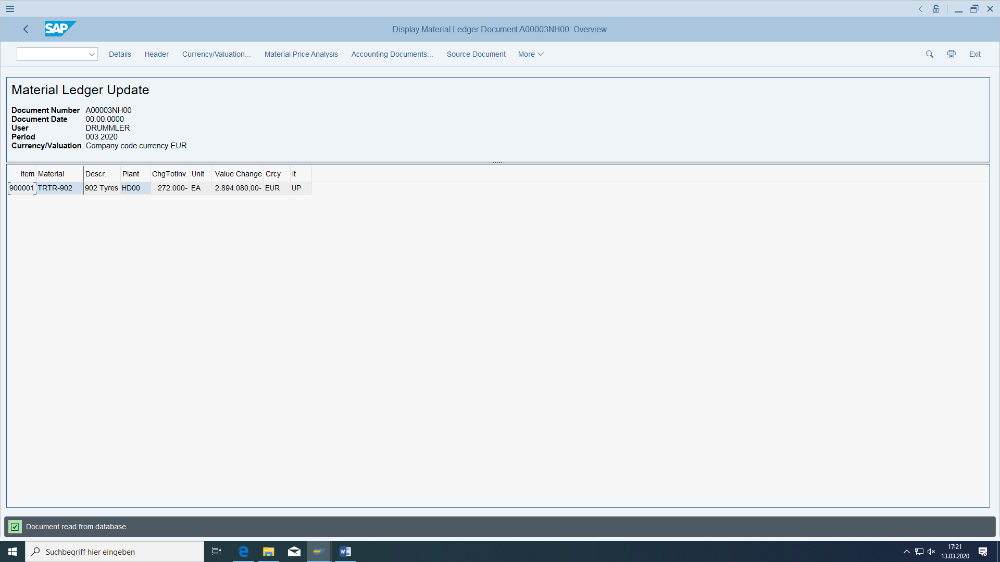 SAP
Display Material Ledger Document A00003NH00: Overview
Details Header Currency/Valuation... Material Price Analysis Accounting Documents... Source Document More Exit
Material Ledger Update
Document Number A00003NH00
Document Date 00.00.0000
User DRUMMLER
Period 003.2020
Currency/Valuation Company code currency EUR
Item Material Descr. Plant ChgTotInv. Unit Value Change Crcy It
900001 TRTR-902 902 Tyres HD00 272.000- EA 2.894.080,00- EUR UP
Document read from database
Suchbegriff hier eingeben
17:21
13.03.2020